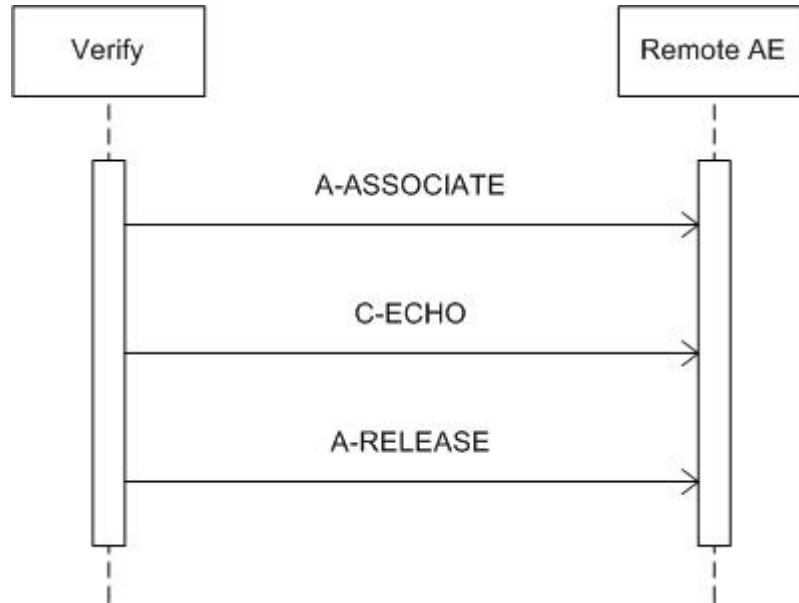 Verify
Remote AE
A-ASSOCIATE
C-ECHO
A-RELEASE